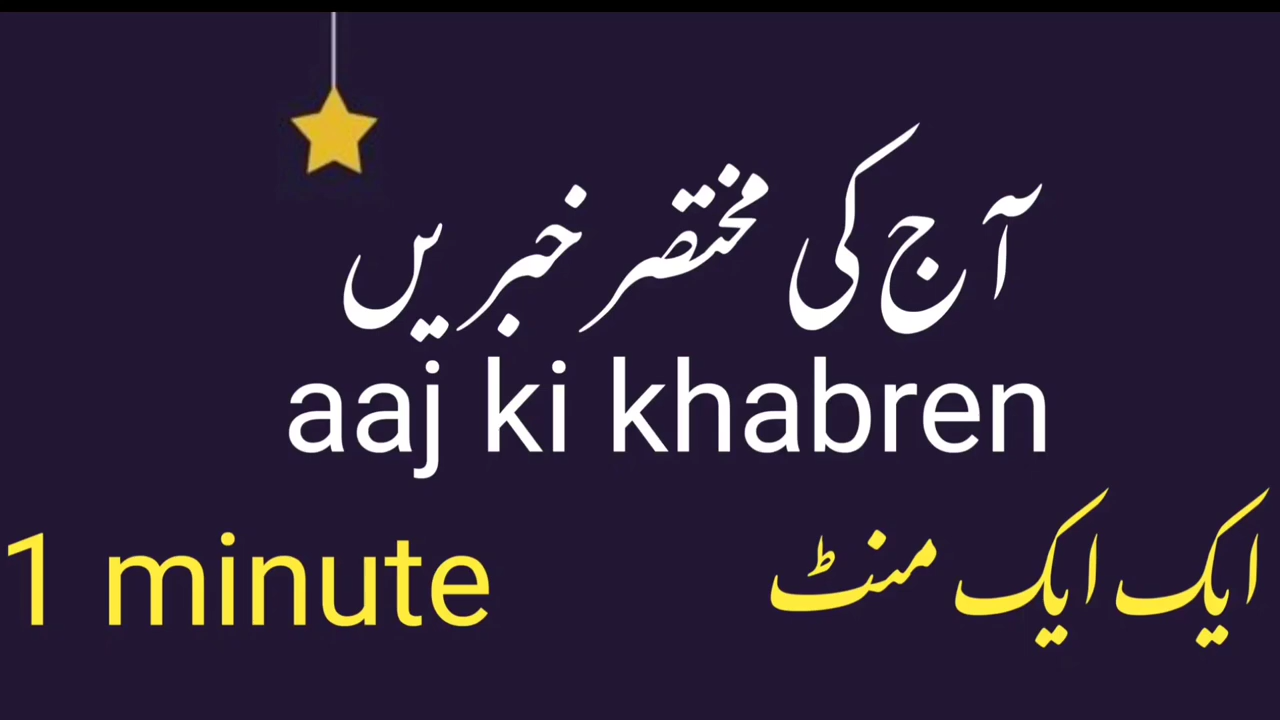 آج کی مختصر خبریں
aaj ki khabren
1 minute
ایک ایک منٹ